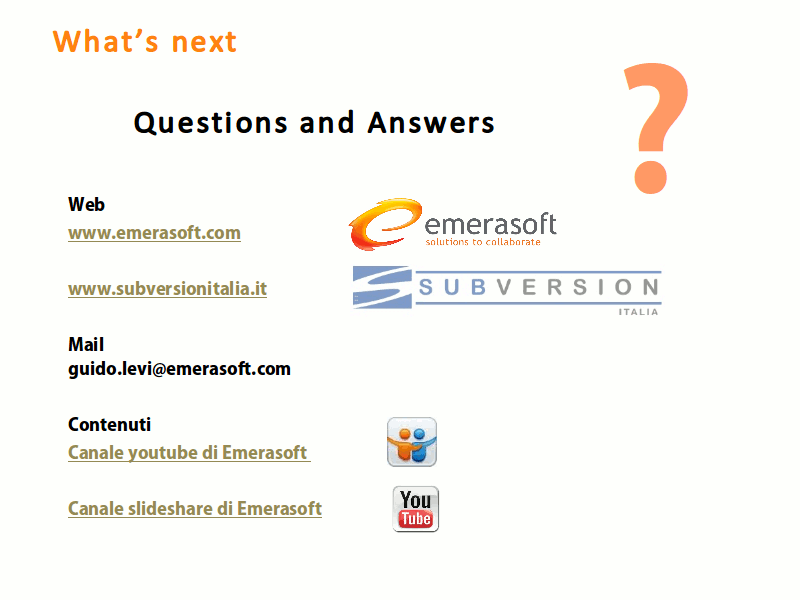 What's next
?
Questions and Answers
Web
www.emerasoft.com
emerasoft
solutions to collaborate
www.subversionitalia.it
SUBVERSION
ITALIA
Mail
guido.levi@emerasoft.com
Contenuti
Canale youtube di Emerasoft
Canale slideshare di Emerasoft
You
Tube